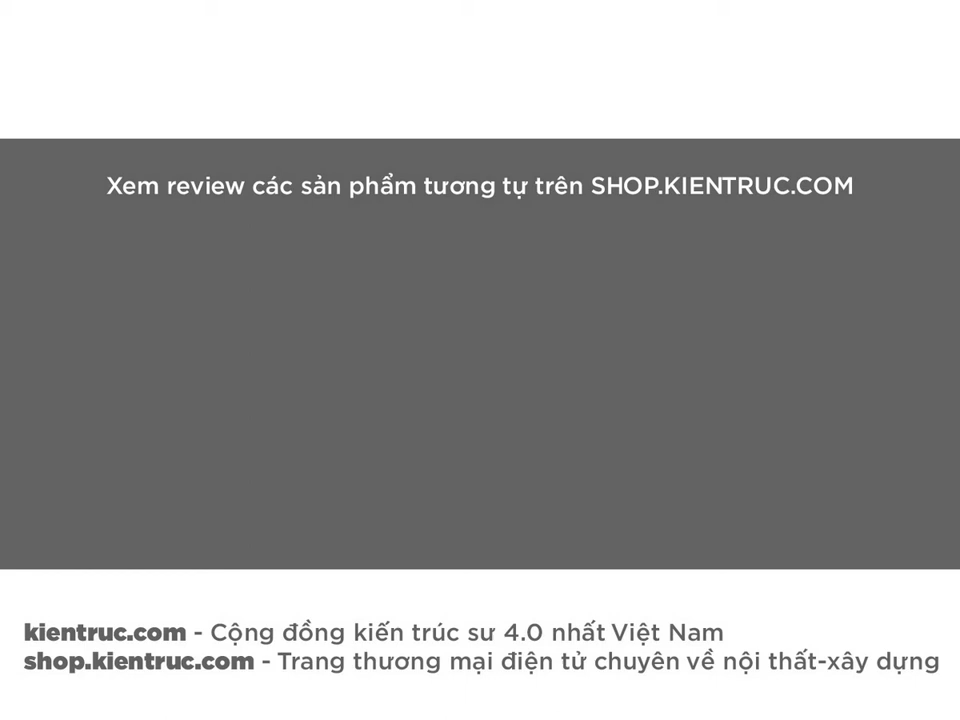 Xem review các sản phẩm tương tự trên SHOP.KIENTRUC.COM
kientruc.com - Cộng đồng kiến trúc sư 4.0 nhất Việt Nam
shop.kientruc.com - Trang thương mại điện tử chuyên về nội thất-xây dựng